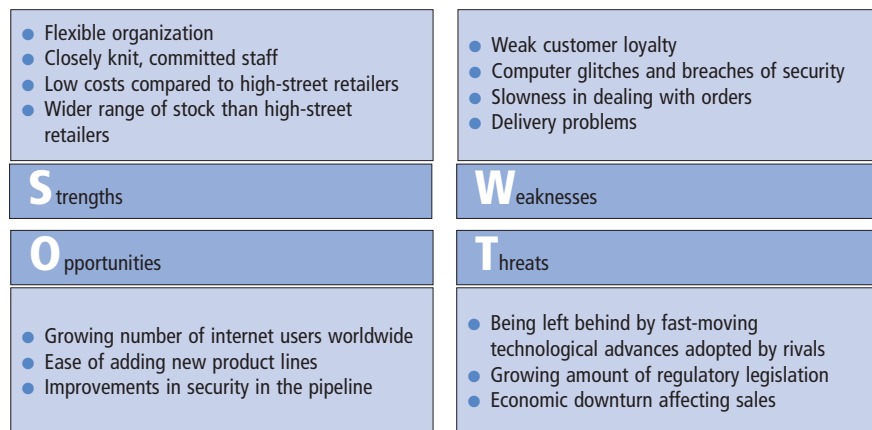 ● Flexible organization
● Closely knit, committed staff
● Low costs compared to high-street retailers
● Wider range of stock than high-street
retailers
Strengths
● Weak customer loyalty
● Computer glitches and breaches of security
● Slowness in dealing with orders
● Delivery problems
Weaknesses
Opportunities
● Growing number of internet users worldwide
● Ease of adding new product lines
● Improvements in security in the pipeline
Threats
● Being left behind by fast-moving
technological advances adopted by rivals
● Growing amount of regulatory legislation
● Economic downturn affecting sales